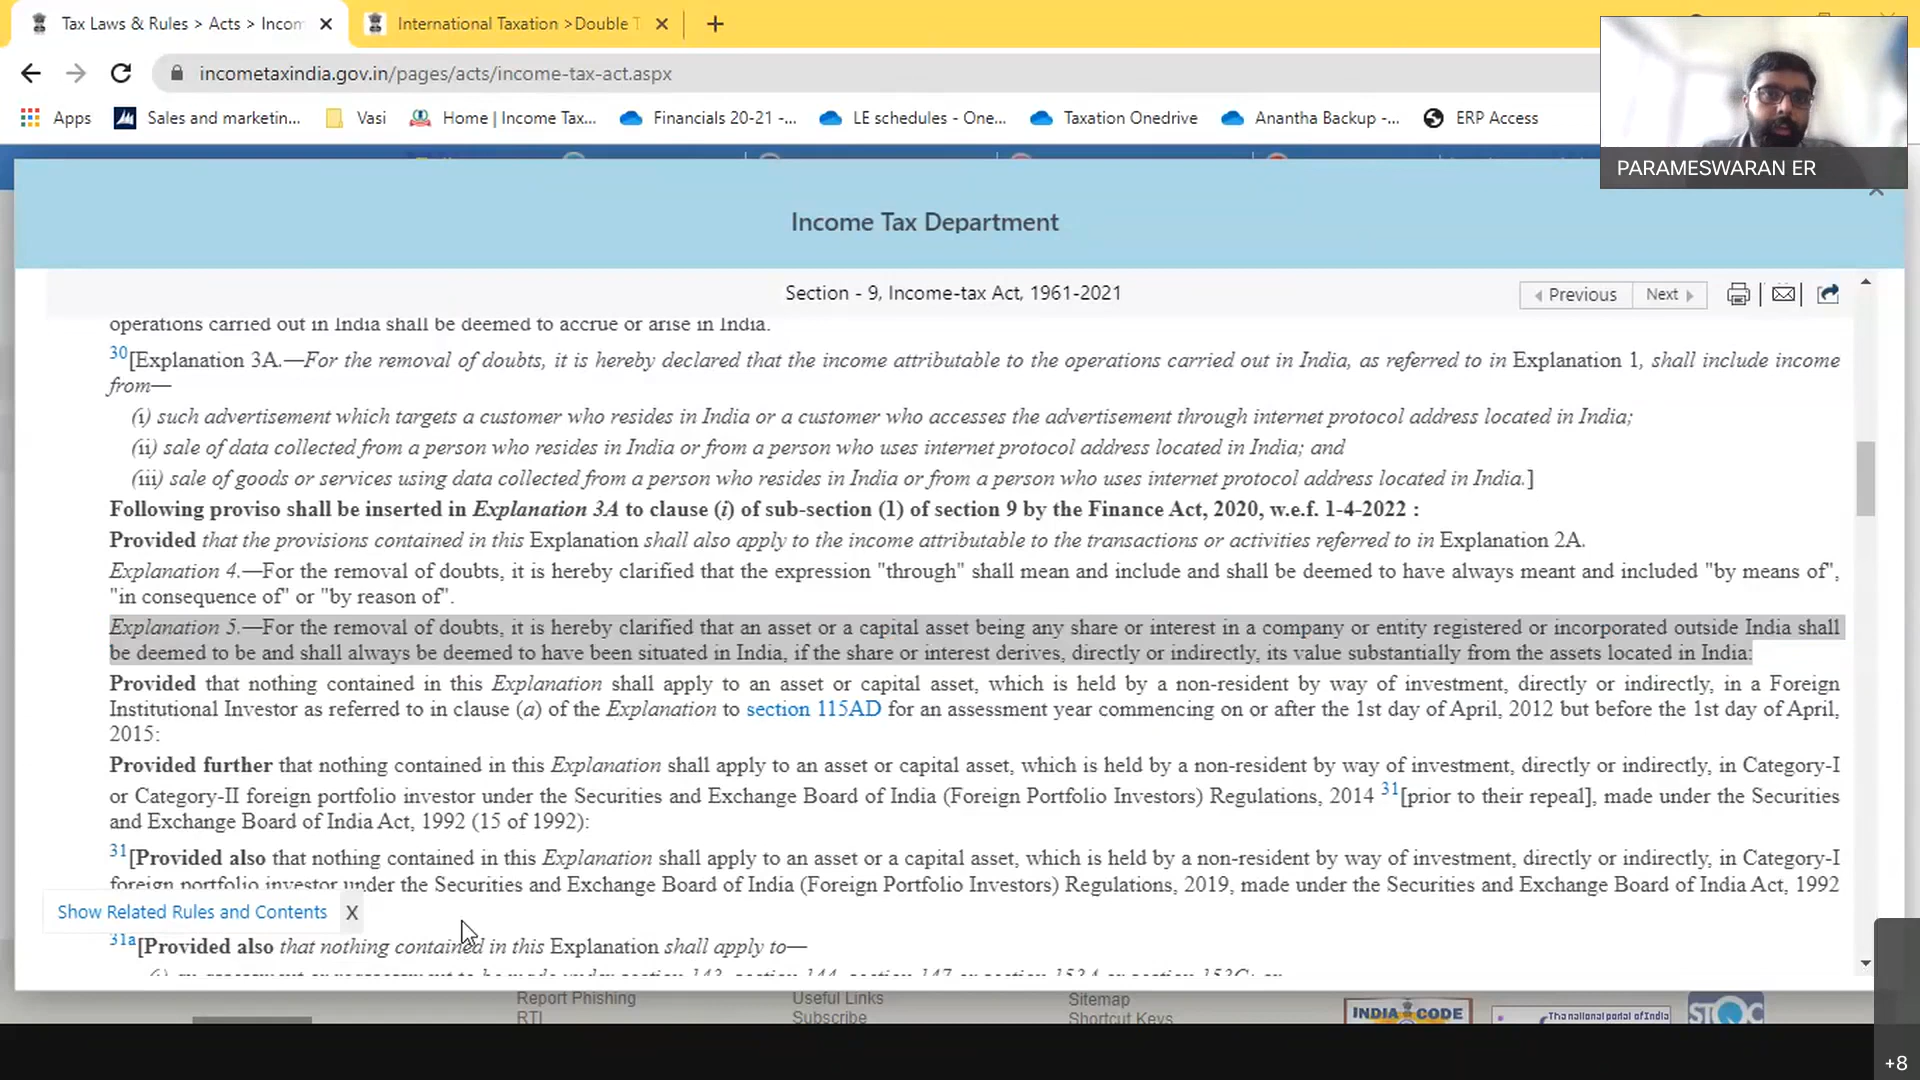 Tax Laws & Rules > Acts > Incom
International Taxation >Double T
incometaxindia.gov.in/pages/acts/income-tax-act.aspx
Apps
Sales and marketin...
Vasi
Home | Income Tax...
Financials 20-21 -...
LE schedules - One...
Taxation Onedrive
Anantha Backup -...
ERP Access
PARAMESWARAN ER
Income Tax Department
Section - 9, Income-tax Act, 1961-2021
Previous
Next
operations carried out in India shall be deemed to accrue or arise in India.
30[Explanation 3A.—For the removal of doubts, it is hereby declared that the income attributable to the operations carried out in India, as referred to in Explanation 1, shall include income
from—
(i) such advertisement which targets a customer who resides in India or a customer who accesses the advertisement through internet protocol address located in India;
(ii) sale of data collected from a person who resides in India or from a person who uses internet protocol address located in India; and
(iii) sale of goods or services using data collected from a person who resides in India or from a person who uses internet protocol address located in India.]
Following proviso shall be inserted in Explanation 3A to clause (i) of sub-section (1) of section 9 by the Finance Act, 2020, w.e.f. 1-4-2022 :
Provided that the provisions contained in this Explanation shall also apply to the income attributable to the transactions or activities referred to in Explanation 2A.
Explanation 4.—For the removal of doubts, it is hereby clarified that the expression "through" shall mean and include and shall be deemed to have always meant and included "by means of",
"in consequence of" or "by reason of".
Explanation 5.—For the removal of doubts, it is hereby clarified that an asset or a capital asset being any share or interest in a company or entity registered or incorporated outside India shall
be deemed to be and shall always be deemed to have been situated in India, if the share or interest derives, directly or indirectly, its value substantially from the assets located in India:
Provided that nothing contained in this Explanation shall apply to an asset or capital asset, which is held by a non-resident by way of investment, directly or indirectly, in a Foreign
Institutional Investor as referred to in clause (a) of the Explanation to section 115AD for an assessment year commencing on or after the 1st day of April, 2012 but before the 1st day of April,
2015:
Provided further that nothing contained in this Explanation shall apply to an asset or capital asset, which is held by a non-resident by way of investment, directly or indirectly, in Category-I
or Category-II foreign portfolio investor under the Securities and Exchange Board of India (Foreign Portfolio Investors) Regulations, 2014 31[prior to their repeal], made under the Securities
and Exchange Board of India Act, 1992 (15 of 1992):
31[Provided also that nothing contained in this Explanation shall apply to an asset or a capital asset, which is held by a non-resident by way of investment, directly or indirectly, in Category-I
foreign portfolio investor under the Securities and Exchange Board of India (Foreign Portfolio Investors) Regulations, 2019, made under the Securities and Exchange Board of India Act, 1992
Show Related Rules and Contents X
31a[Provided also that nothing contained in this Explanation shall apply to—
(i) an assessment or reassessment to be made under section 143, section 144, section 147 or section 153A or section 153C; or
Report Phishing
Useful Links
Sitemap
RTI
Subscribe
Shortcut Keys
INDIA CODE
The national portal of India
STQC
+8